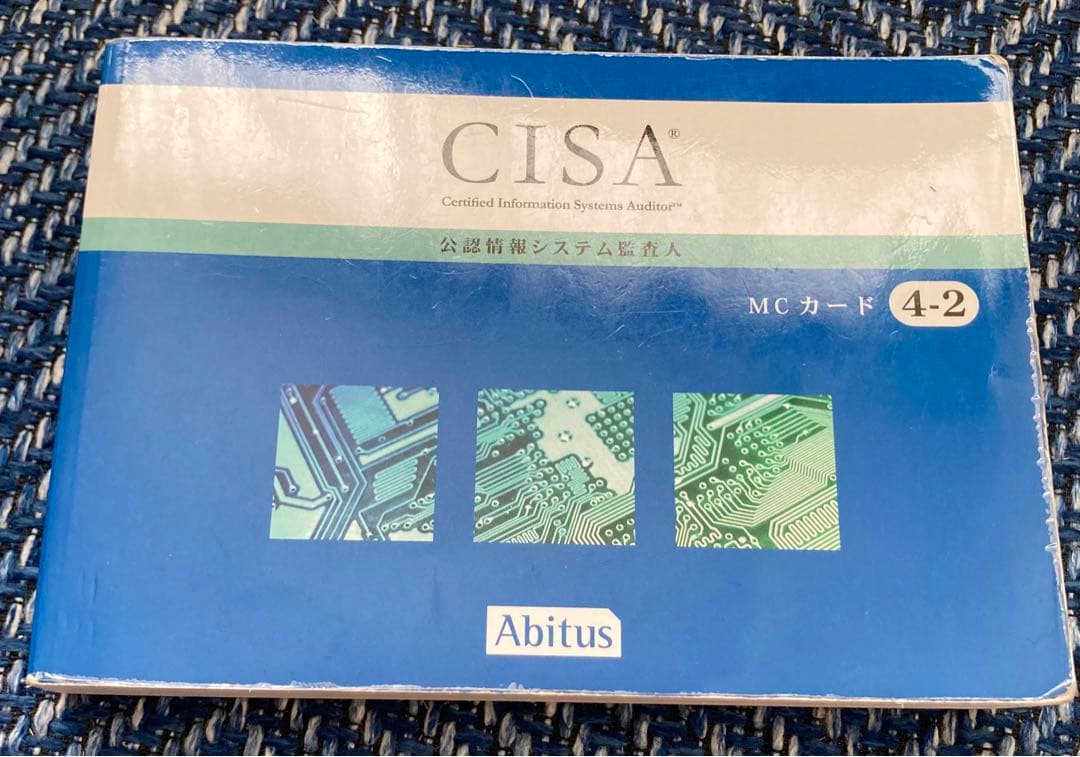 CISA®
Certified Information Systems Auditor™
公認情報システム監査人
MCカード 4-2
Abitus